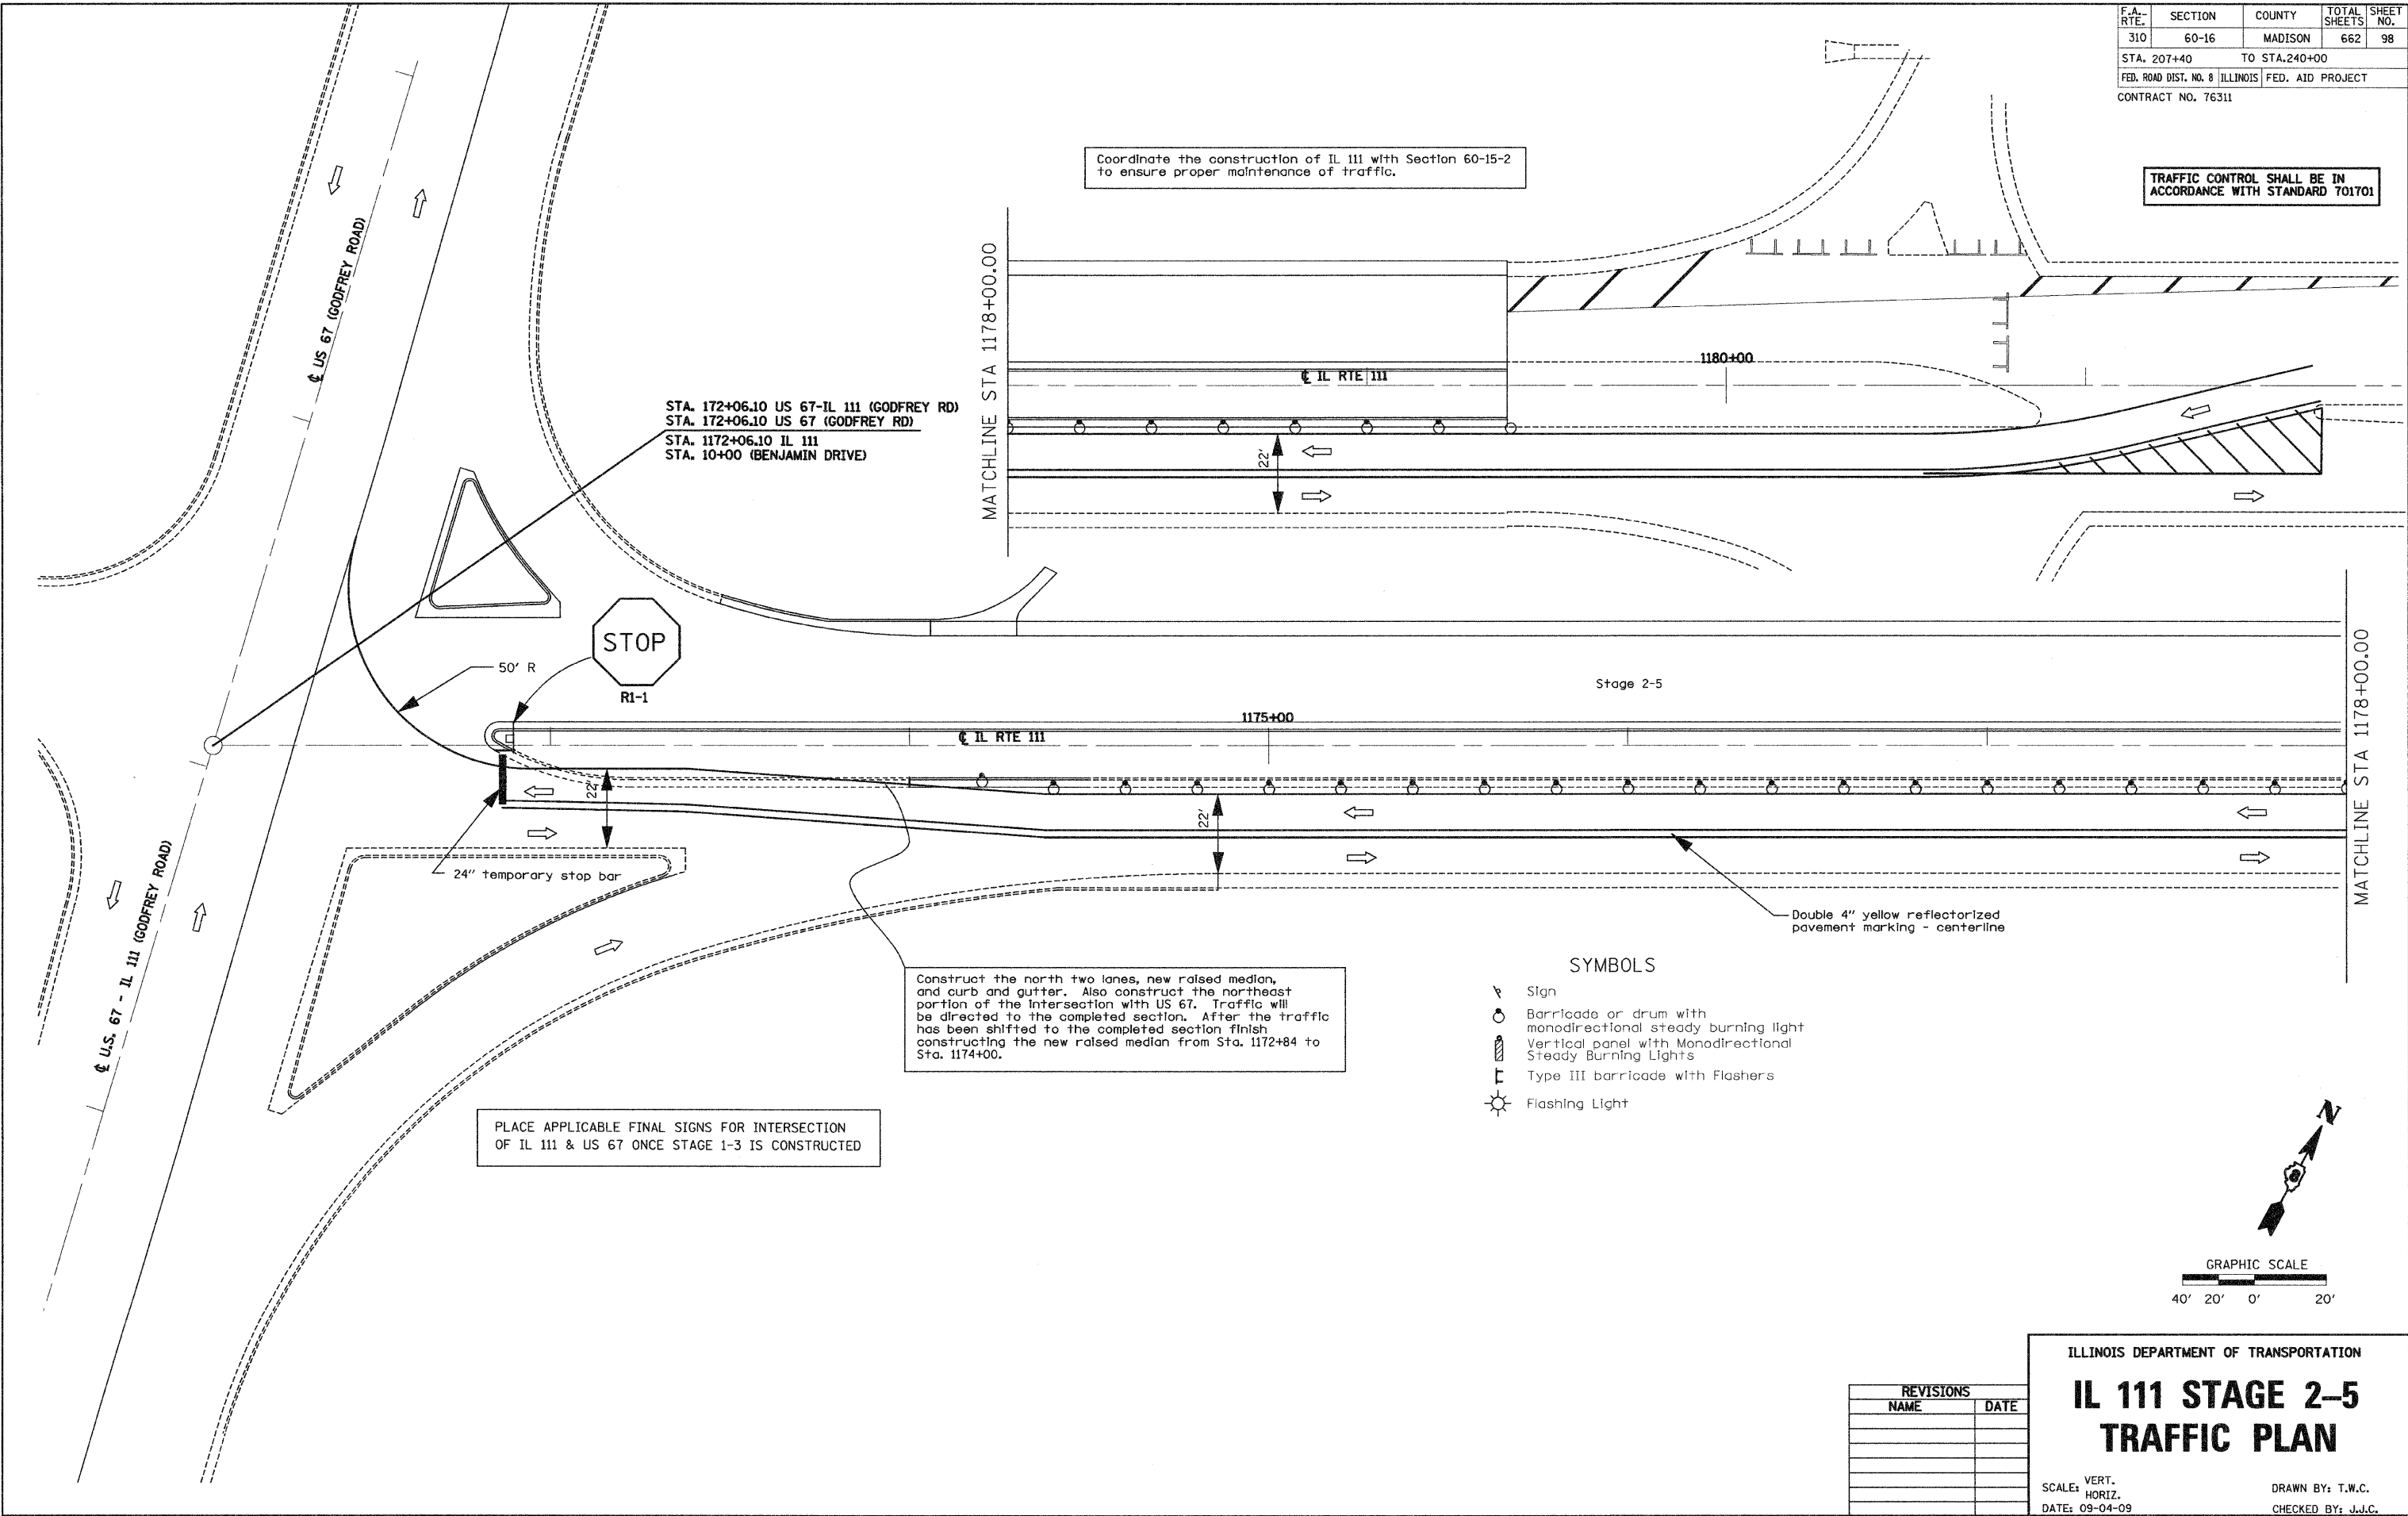 F.A.- RTE. SECTION COUNTY TOTAL SHEETS SHEET NO.
310 60-16 MADISON 662 98
STA. 207+40 TO STA.240+00
FED. ROAD DIST. NO. 8 ILLINOIS FED. AID PROJECT
CONTRACT NO. 76311
Coordinate the construction of IL 111 with Section 60-15-2
to ensure proper maintenance of traffic.
TRAFFIC CONTROL SHALL BE IN
ACCORDANCE WITH STANDARD 701701
℄ US 67 (GODFREY ROAD)
MATCHLINE STA 1178+00.00
1180+00
℄ IL RTE 111
22'
STA. 172+06.10 US 67-IL 111 (GODFREY RD)
STA. 172+06.10 US 67 (GODFREY RD)
STA. 1172+06.10 IL 111
STA. 10+00 (BENJAMIN DRIVE)
50' R
STOP
R1-1
Stage 2-5
1175+00
℄ IL RTE 111
22'
22'
MATCHLINE STA 1178+00.00
24" temporary stop bar
℄ U.S. 67 - IL 111 (GODFREY ROAD)
Double 4" yellow reflectorized
pavement marking - centerline
Construct the north two lanes, new raised median,
and curb and gutter. Also construct the northeast
portion of the intersection with US 67. Traffic will
be directed to the completed section. After the traffic
has been shifted to the completed section finish
constructing the new raised median from Sta. 1172+84 to
Sta. 1174+00.
SYMBOLS
Sign
Barricade or drum with
monodirectional steady burning light
Vertical panel with Monodirectional
Steady Burning Lights
Type III barricade with Flashers
Flashing Light
PLACE APPLICABLE FINAL SIGNS FOR INTERSECTION
OF IL 111 & US 67 ONCE STAGE 1-3 IS CONSTRUCTED
N
8
GRAPHIC SCALE
40' 20' 0' 20'
REVISIONS
NAME DATE
ILLINOIS DEPARTMENT OF TRANSPORTATION
IL 111 STAGE 2-5
TRAFFIC PLAN
SCALE: VERT.
HORIZ.
DRAWN BY: T.W.C.
DATE: 09-04-09
CHECKED BY: J.J.C.